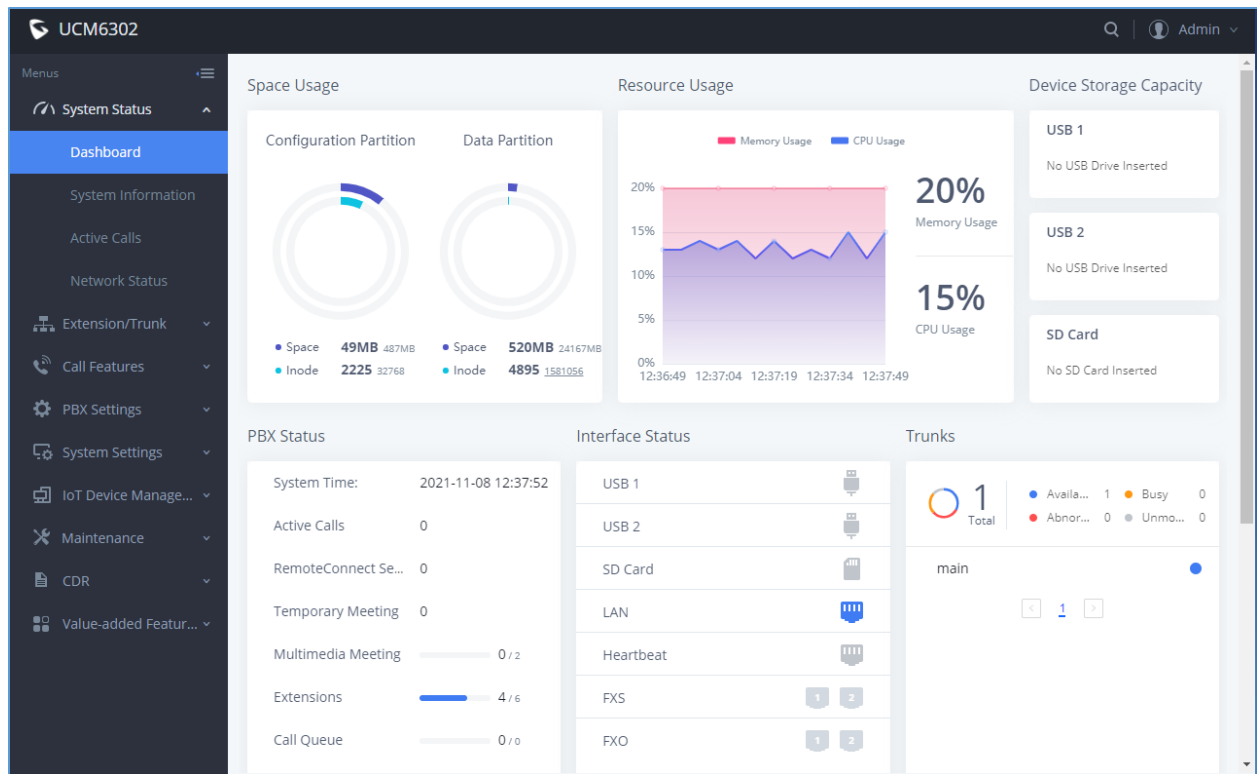 UCM6302
Admin
Menus
System Status
Dashboard
System Information
Active Calls
Network Status
Extension/Trunk
Call Features
PBX Settings
System Settings
IoT Device Manage...
Maintenance
CDR
Value-added Featur...
Space Usage
Configuration Partition
Data Partition
Space 49MB 487MB
Inode 2225 32768
Space 520MB 24167MB
Inode 4895 1581056
Resource Usage
Memory Usage CPU Usage
20%
15%
10%
5%
0%
12:36:49 12:37:04 12:37:19 12:37:34 12:37:49
20%
Memory Usage
15%
CPU Usage
Device Storage Capacity
USB 1
No USB Drive Inserted
USB 2
No USB Drive Inserted
SD Card
No SD Card Inserted
PBX Status
System Time: 2021-11-08 12:37:52
Active Calls 0
RemoteConnect Se... 0
Temporary Meeting 0
Multimedia Meeting 0 / 2
Extensions 4 / 6
Call Queue 0 / 0
Interface Status
USB 1
USB 2
SD Card
LAN
Heartbeat
FXS 1 2
FXO 1 2
Trunks
1
Total
Availa... 1 Busy 0
Abnor... 0 Unmo... 0
main
< 1 >